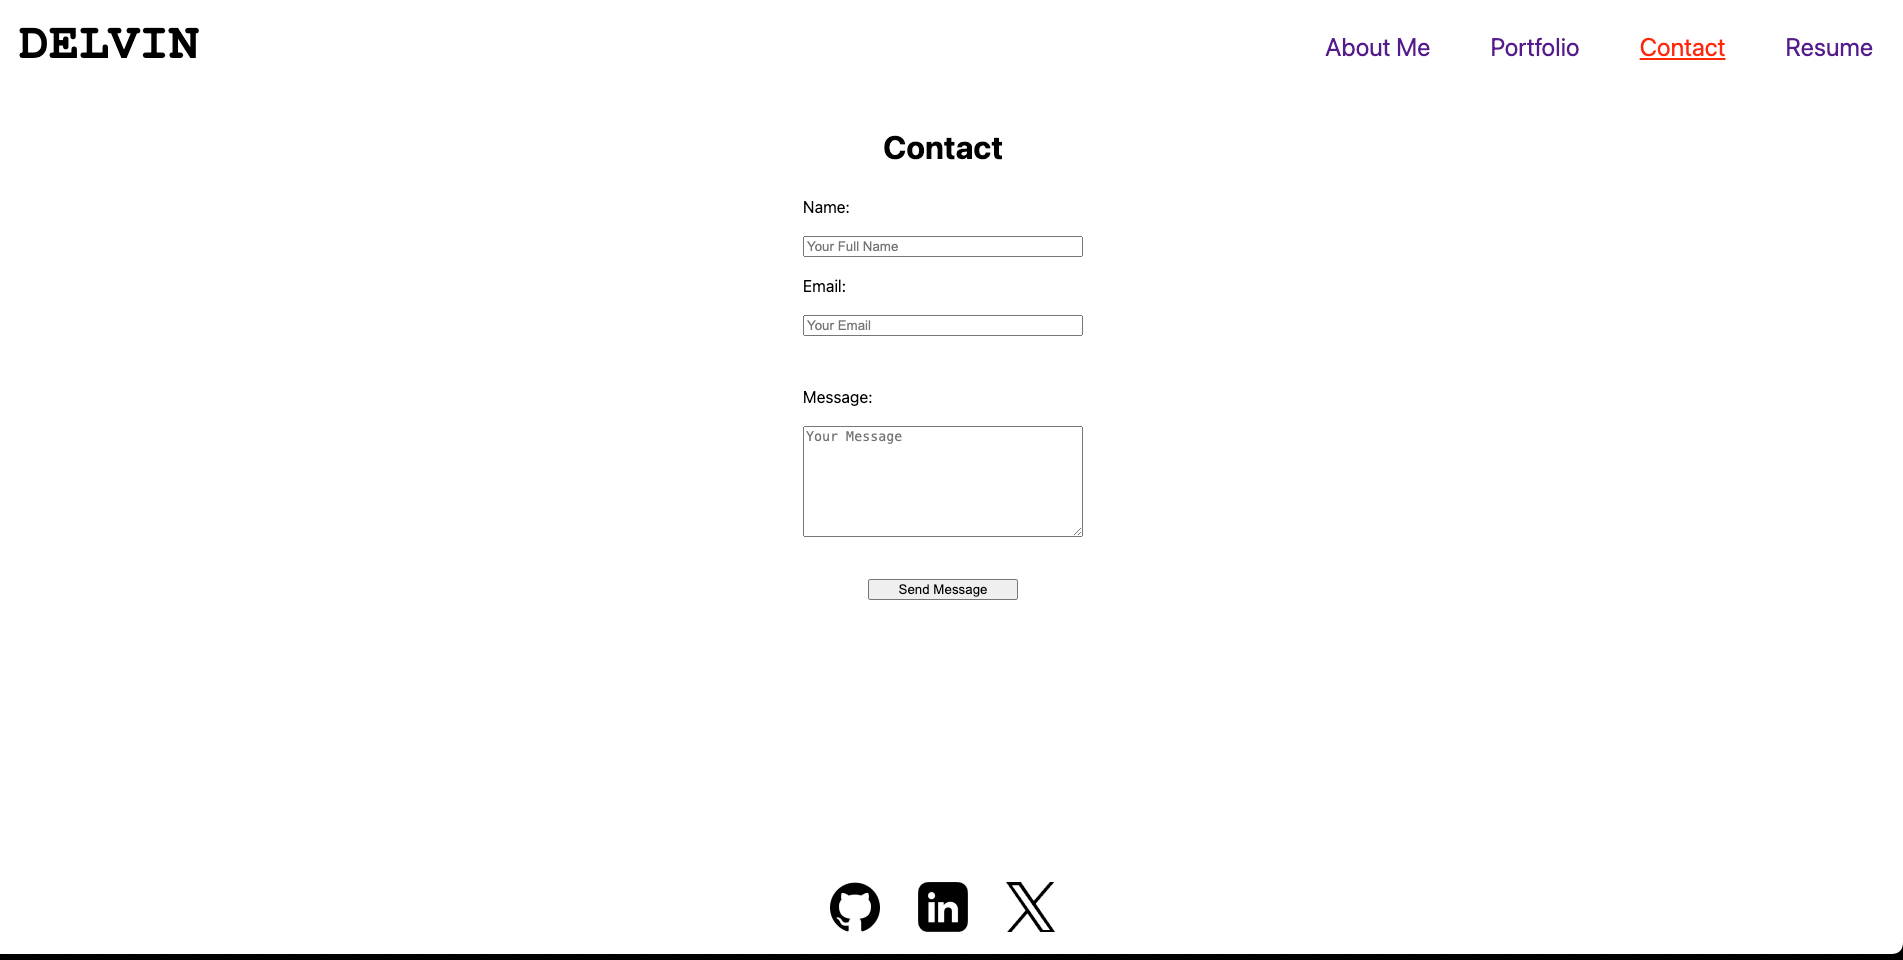 DELVIN
About Me Portfolio Contact Resume
Contact
Name:
Your Full Name
Email:
Your Email
Message:
Your Message
Send Message
in